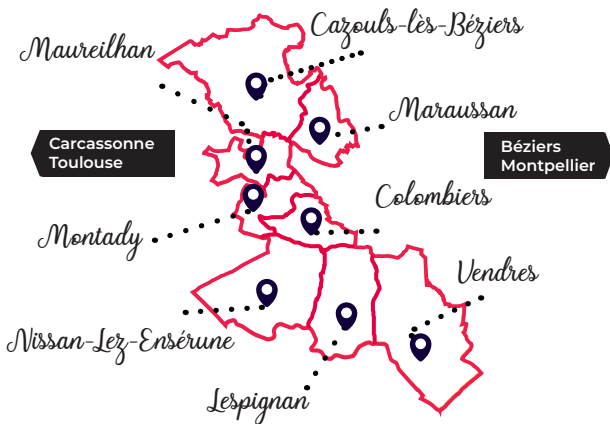 Cazouls-lès-Béziers
Maureilhan
Maraussan
Carcassonne
Toulouse
Béziers
Montpellier
Colombiers
Montady
Vendres
Nissan-Lez-Ensérune
Lespignan